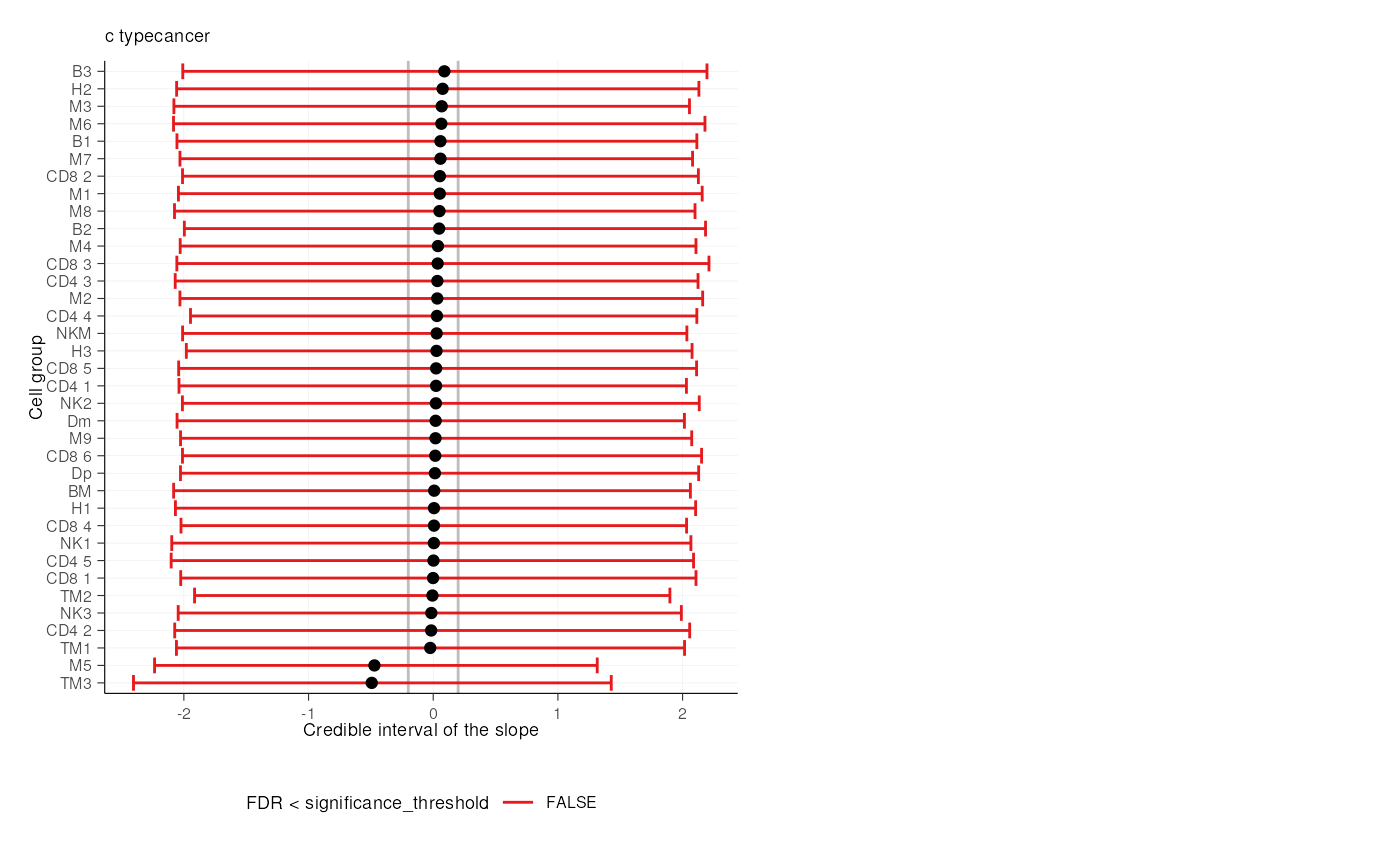 c typecancer
B3
H2
M3
M6
B1
M7
CD8 2
M1
M8
B2
M4
CD8 3
CD4 3
M2
CD4 4
NKM
H3
CD8 5
CD4 1
NK2
Dm
M9
CD8 6
Dp
BM
H1
CD8 4
NK1
CD4 5
CD8 1
TM2
NK3
CD4 2
TM1
M5
TM3
Cell group
-2 -1 0 1 2
Credible interval of the slope
FDR < significance_threshold FALSE